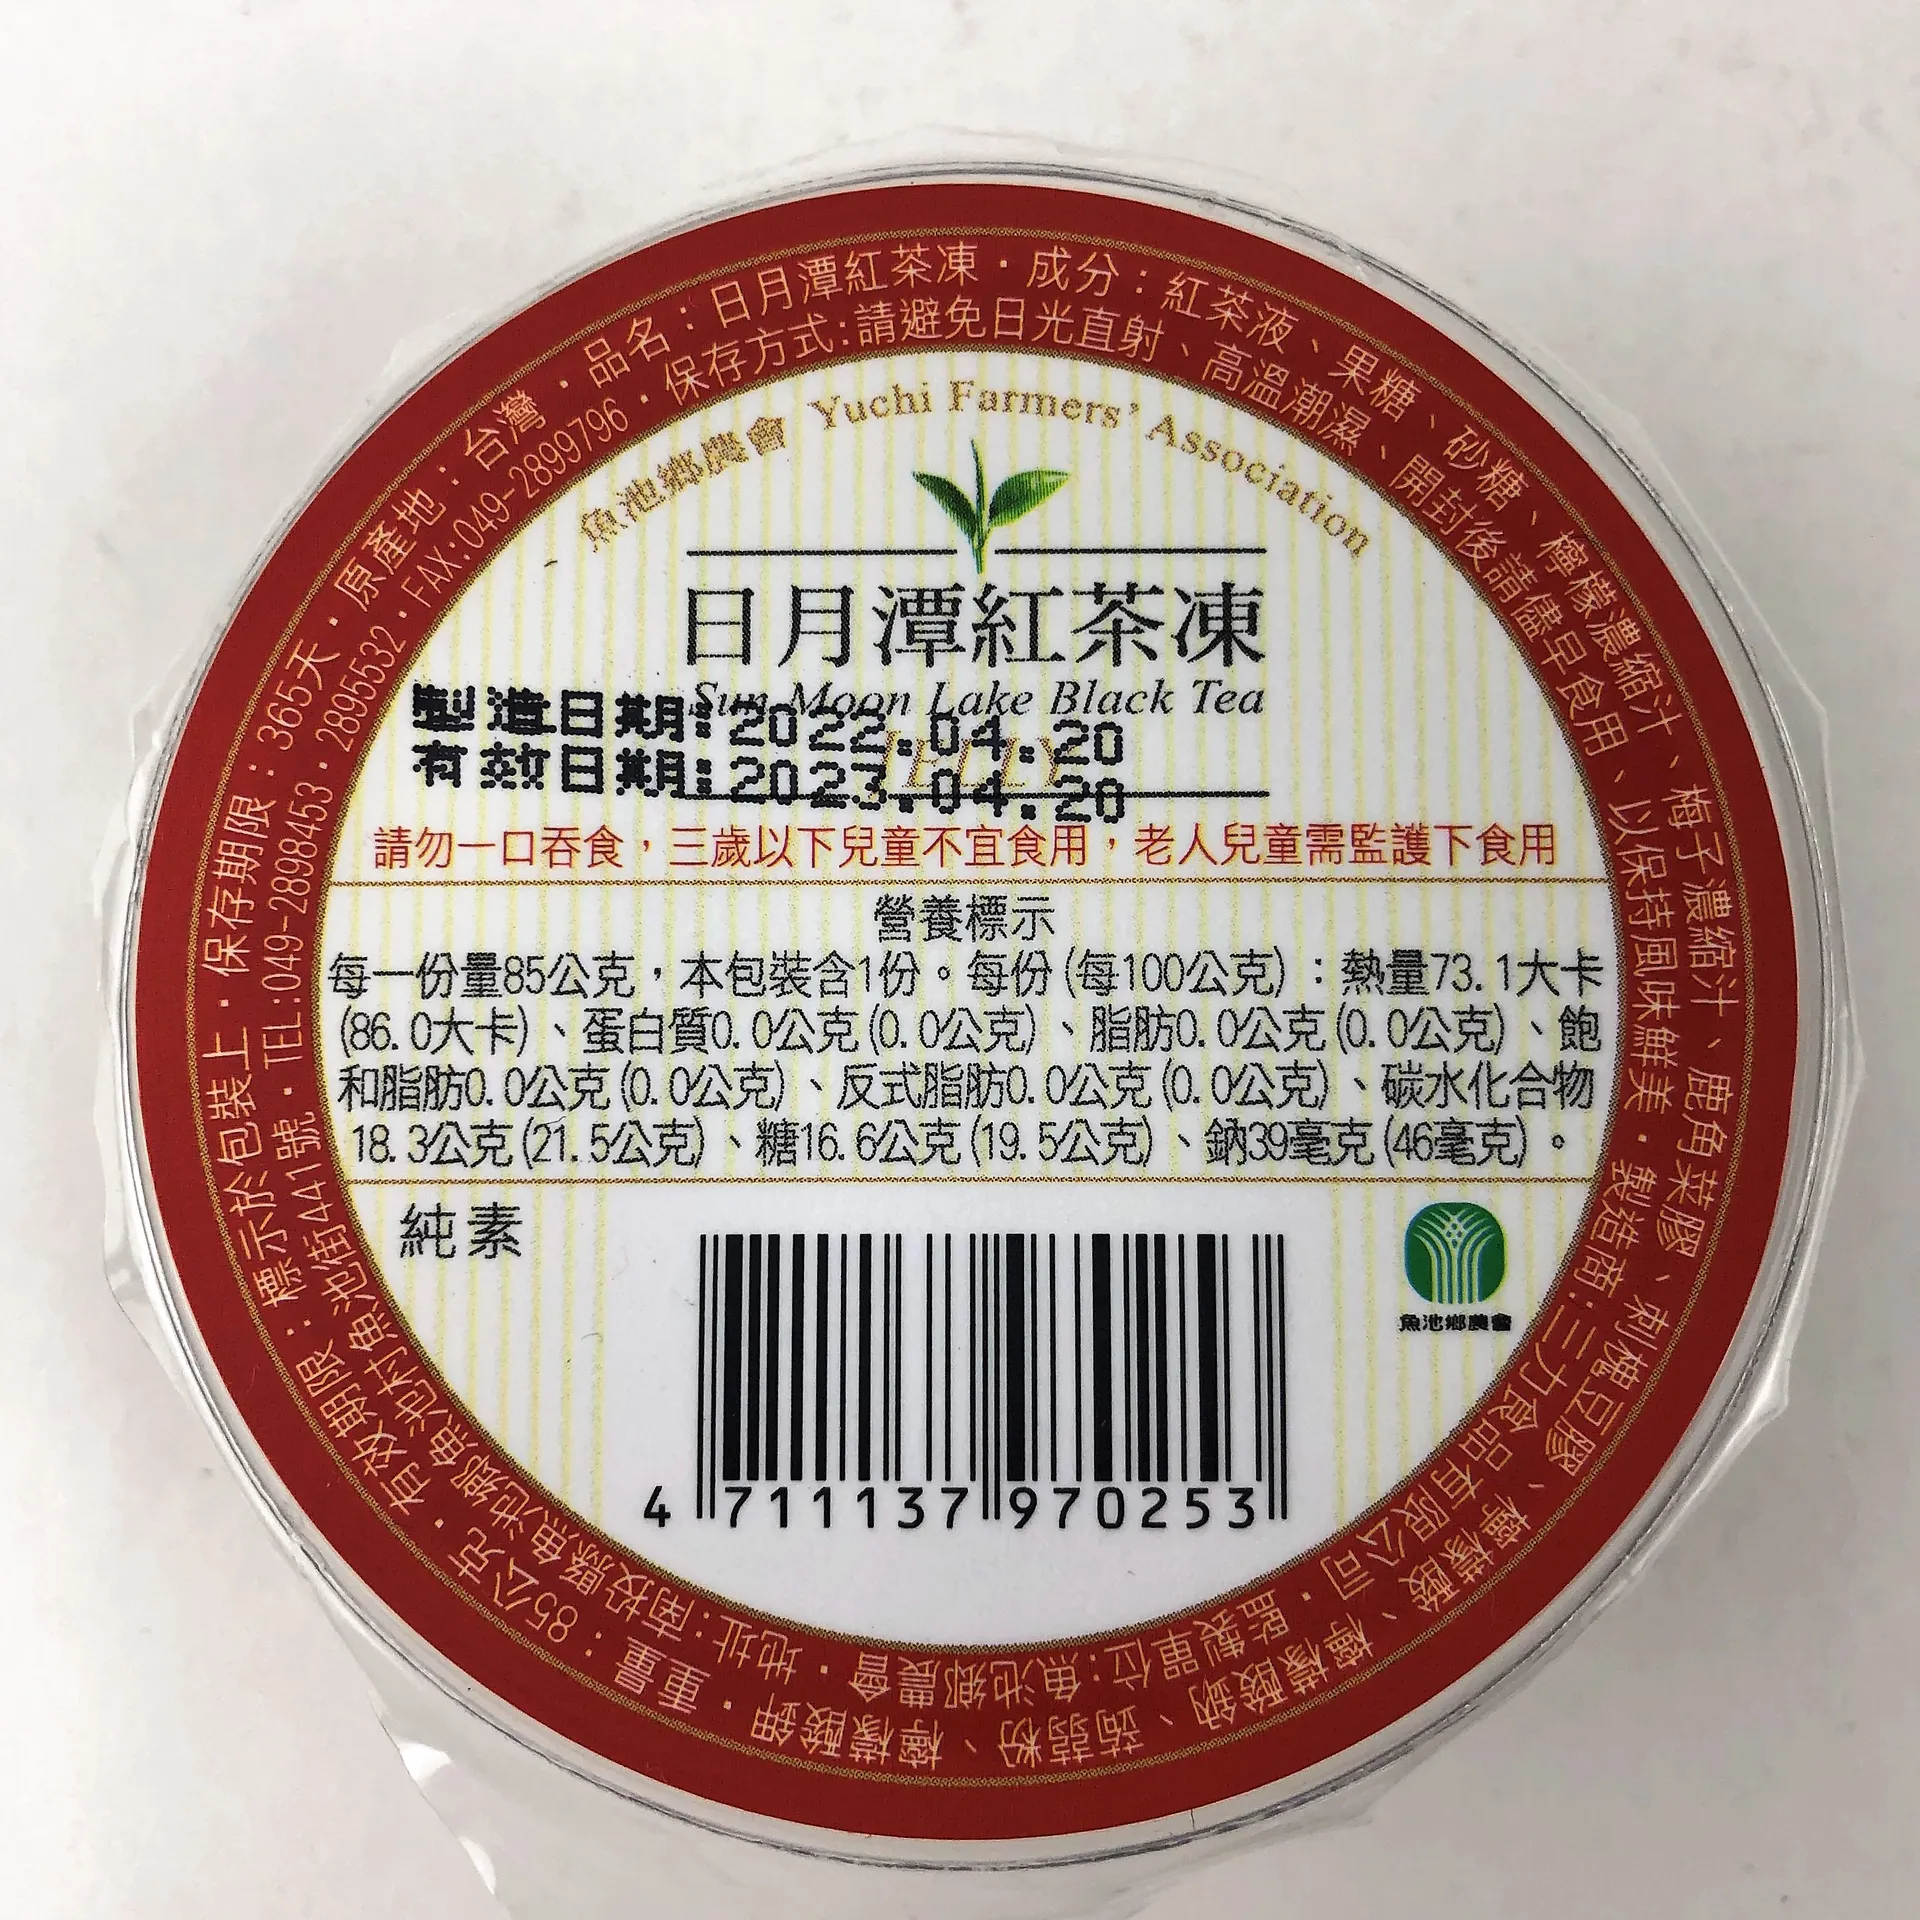 品名：日月潭紅茶凍・成分：紅茶液、果糖、砂糖、檸檬濃縮汁、梅子濃縮汁、鹿角菜膠、刺槐豆膠、檸檬酸、檸檬酸鈉、蒟蒻粉、檸檬酸鉀・重量：85公克・有效期限：標示於包裝上・保存期限：365天・原產地：台灣・
保存方式：請避免日光直射、高溫潮濕、開封後請儘早食用、以保持風味鮮美・製造商：三力食品有限公司・監製單位：魚池鄉農會・地址：南投縣魚池鄉魚池村魚池街441號・TEL:049-2898453・2895532・FAX:049-2899796・
魚池鄉農會 Yuchi Farmers' Association
日月潭紅茶凍
Sun Moon Lake Black Tea
JELLY
製造日期:2022.04.20
有效日期:2023.04.20
請勿一口吞食，三歲以下兒童不宜食用，老人兒童需監護下食用
營養標示
每一份量85公克，本包裝含1份。每份(每100公克)：熱量73.1大卡
(86.0大卡)、蛋白質0.0公克(0.0公克)、脂肪0.0公克(0.0公克)、飽
和脂肪0.0公克(0.0公克)、反式脂肪0.0公克(0.0公克)、碳水化合物
18.3公克(21.5公克)、糖16.6公克(19.5公克)、鈉39毫克(46毫克)。
純素
魚池鄉農會
4 711137 970253